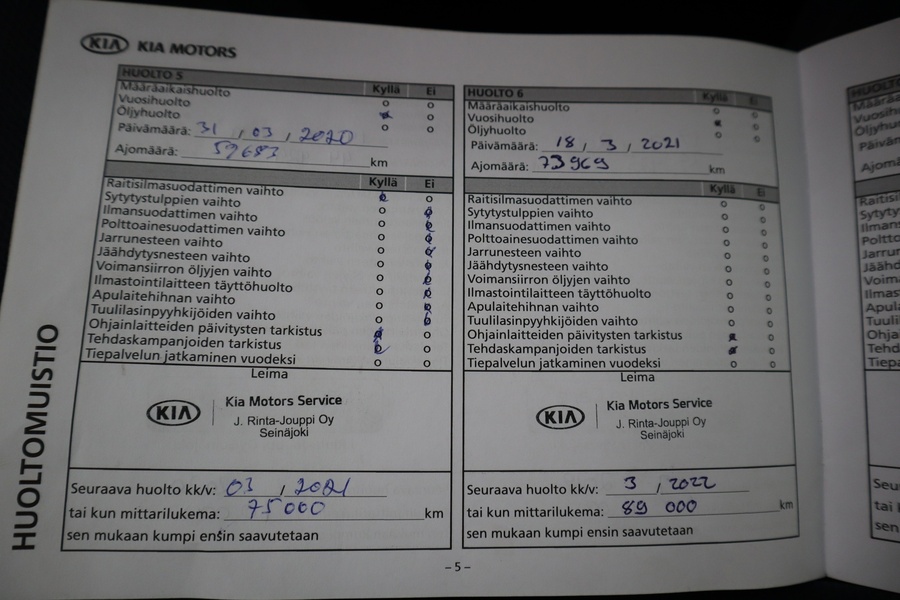 KIA KIA MOTORS
HUOLTOMUISTIO
HUOLTO 5 Kyllä Ei
Määräaikaishuolto
Vuosihuolto
Öljyhuolto
Päivämäärä: 31 , 03 , 2020
Ajomäärä: 59683 km
Kyllä Ei
Raitisilmasuodattimen vaihto
Sytytystulppien vaihto
Ilmansuodattimen vaihto
Polttoainesuodattimen vaihto
Jarrunesteen vaihto
Jäähdytysnesteen vaihto
Voimansiirron öljyjen vaihto
Ilmastointilaitteen täyttöhuolto
Apulaitehihnan vaihto
Tuulilasinpyyhkijöiden vaihto
Ohjainlaitteiden päivitysten tarkistus
Tehdaskampanjoiden tarkistus
Tiepalvelun jatkaminen vuodeksi
Leima
KIA Kia Motors Service
J. Rinta-Jouppi Oy
Seinäjoki
Seuraava huolto kk/v: 03 , 2021
tai kun mittarilukema: 75000 km
sen mukaan kumpi ensin saavutetaan
HUOLTO 6 Kyllä Ei
Määräaikaishuolto
Vuosihuolto
Öljyhuolto
Päivämäärä: 18 , 3 , 2021
Ajomäärä: 73969 km
Kyllä Ei
Raitisilmasuodattimen vaihto
Sytytystulppien vaihto
Ilmansuodattimen vaihto
Polttoainesuodattimen vaihto
Jarrunesteen vaihto
Jäähdytysnesteen vaihto
Voimansiirron öljyjen vaihto
Ilmastointilaitteen täyttöhuolto
Apulaitehihnan vaihto
Tuulilasinpyyhkijöiden vaihto
Ohjainlaitteiden päivitysten tarkistus
Tehdaskampanjoiden tarkistus
Tiepalvelun jatkaminen vuodeksi
Leima
KIA Kia Motors Service
J. Rinta-Jouppi Oy
Seinäjoki
Seuraava huolto kk/v: 3 , 2022
tai kun mittarilukema: 89 000 km
sen mukaan kumpi ensin saavutetaan
– 5 –